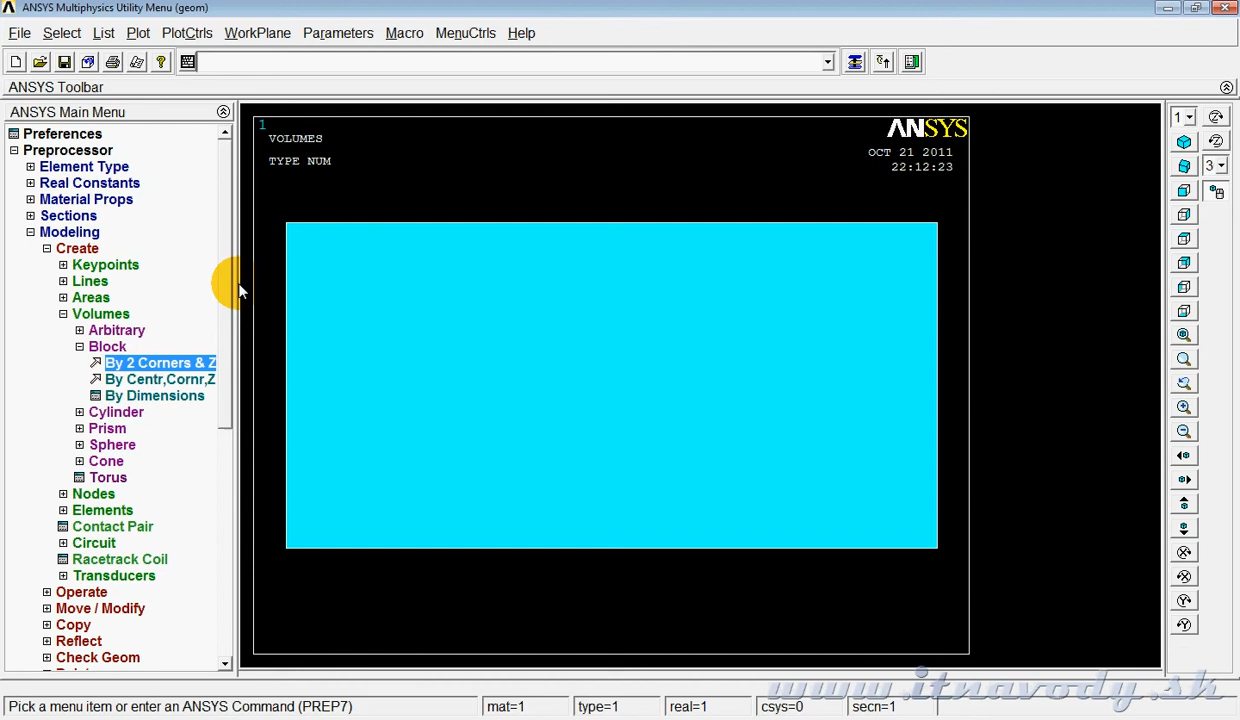 ANSYS Multiphysics Utility Menu (geom)
File Select List Plot PlotCtrls WorkPlane Parameters Macro MenuCtrls Help
ANSYS Toolbar
ANSYS Main Menu
Preferences
Preprocessor
Element Type
Real Constants
Material Props
Sections
Modeling
Create
Keypoints
Lines
Areas
Volumes
Arbitrary
Block
By 2 Corners & Z
By Centr,Cornr,Z
By Dimensions
Cylinder
Prism
Sphere
Cone
Torus
Nodes
Elements
Contact Pair
Circuit
Racetrack Coil
Transducers
Operate
Move / Modify
Copy
Reflect
Check Geom
1
VOLUMES
TYPE NUM
ANSYS
OCT 21 2011
22:12:23
1
3
www.itnavody.sk
Pick a menu item or enter an ANSYS Command (PREP7) mat=1 type=1 real=1 csys=0 secn=1